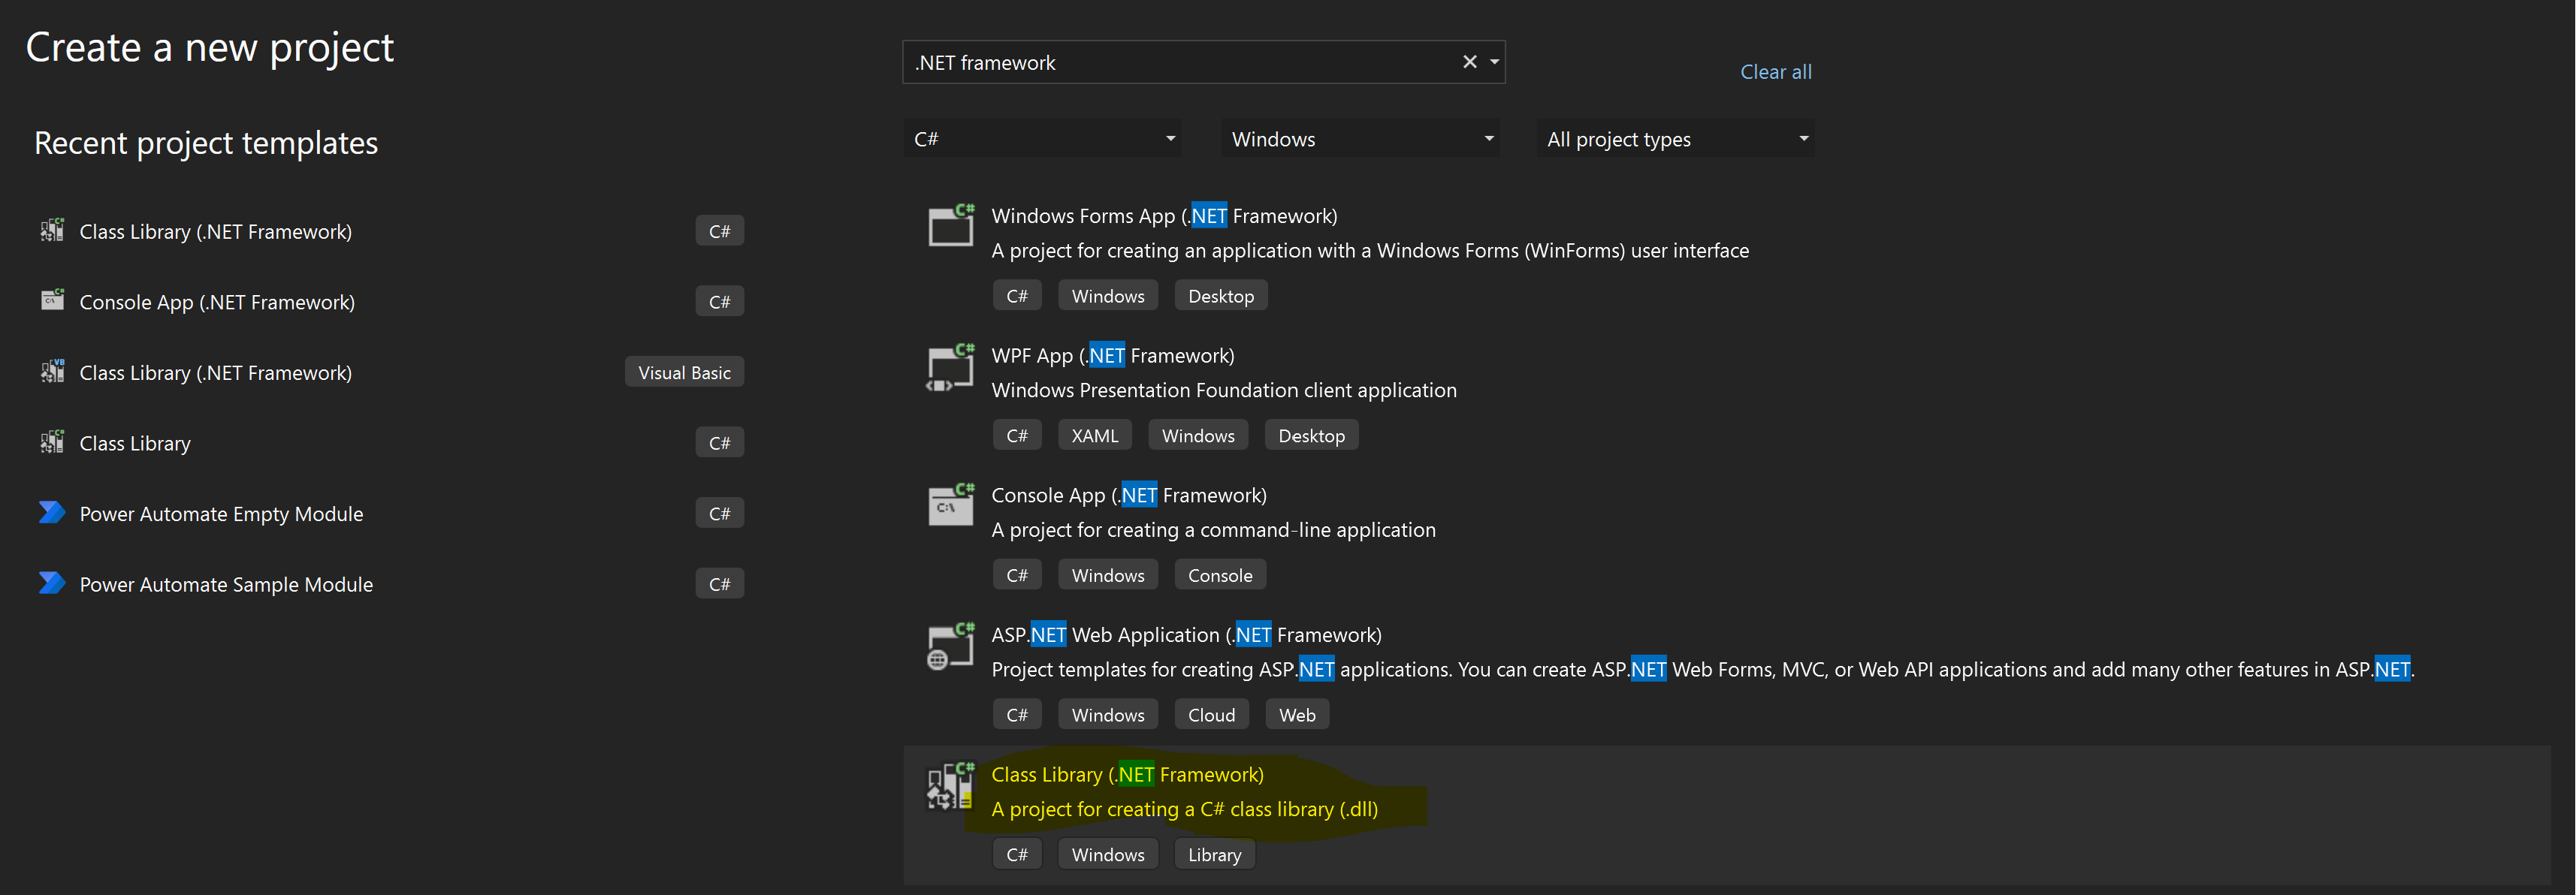 Create a new project
.NET framework
Clear all
Recent project templates
C#
Windows
All project types
Class Library (.NET Framework)
C#
Console App (.NET Framework)
C#
Class Library (.NET Framework)
Visual Basic
Class Library
C#
Power Automate Empty Module
C#
Power Automate Sample Module
C#
Windows Forms App (.NET Framework)
A project for creating an application with a Windows Forms (WinForms) user interface
C# Windows Desktop
WPF App (.NET Framework)
Windows Presentation Foundation client application
C# XAML Windows Desktop
Console App (.NET Framework)
A project for creating a command-line application
C# Windows Console
ASP.NET Web Application (.NET Framework)
Project templates for creating ASP.NET applications. You can create ASP.NET Web Forms, MVC, or Web API applications and add many other features in ASP.NET.
C# Windows Cloud Web
Class Library (.NET Framework)
A project for creating a C# class library (.dll)
C# Windows Library